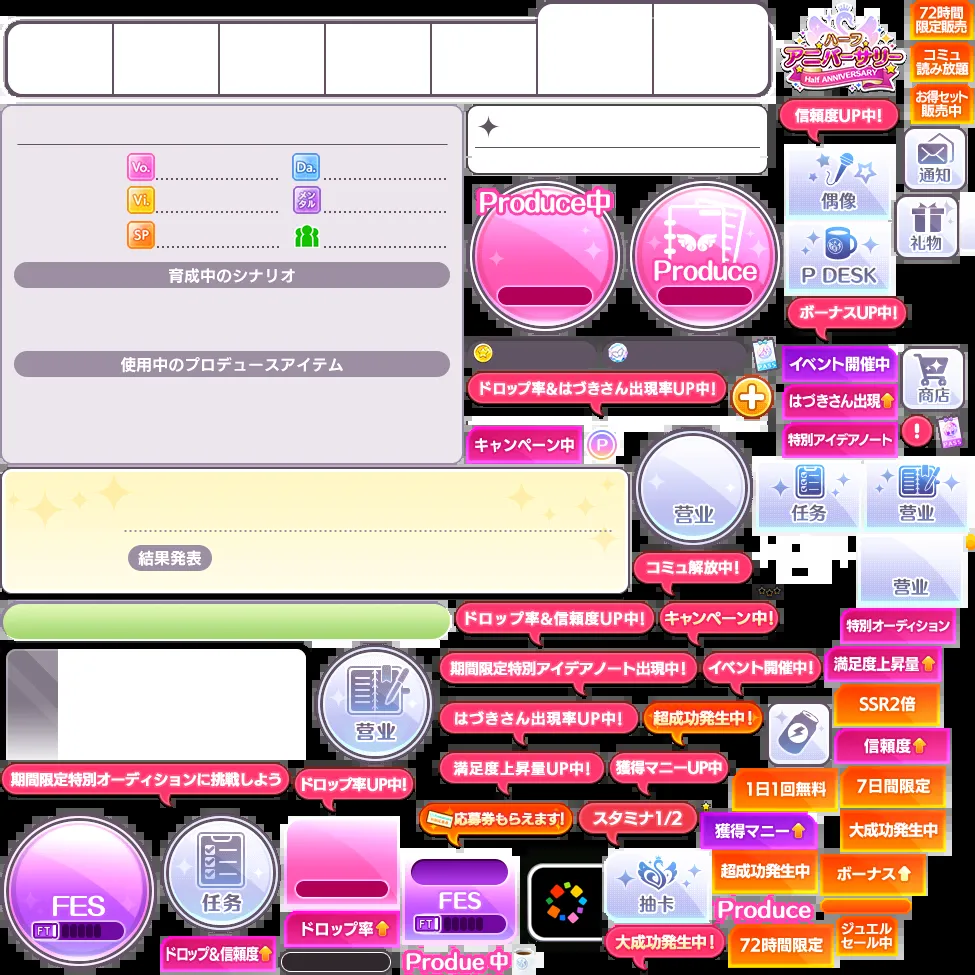 72時間
限定販売
ハーフ
アニバーサリー
Half ANNIVERSARY
コミュ
読み放題
お得セット
販売中
信頼度UP中!
Vo.
Da.
Vi.
メン
タル
SP
育成中のシナリオ
使用中のプロデュースアイテム
Produce中
Produce
偶像
通知
礼物
P DESK
ボーナスUP中!
イベント開催中
PASS
ドロップ率&はづきさん出現率UP中!
はづきさん出現
商店
キャンペーン中
P
特別アイデアノート
!
PASS
营业
任务
营业
结果発表
コミュ解放中!
营业
ドロップ率&信頼度UP中!
キャンペーン中!
特別オーディション
期間限定特別アイデアノート出現中!
イベント開催中!
満足度上昇量
营业
はづきさん出現率UP中!
超成功発生中!
SSR2倍
信頼度
期間限定特別オーディションに挑戦しよう
ドロップ率UP中!
満足度上昇量UP中!
獲得マニーUP中
1日1回無料
7日間限定
応募券もらえます!
スタミナ1/2
獲得マニー
大成功発生中
FES
FT
任务
FES
FT
抽卡
超成功発生中
ボーナス
ドロップ率
Produce
ドロップ&信頼度
Produe中
大成功発生中!
72時間限定
ジュエル
セール中